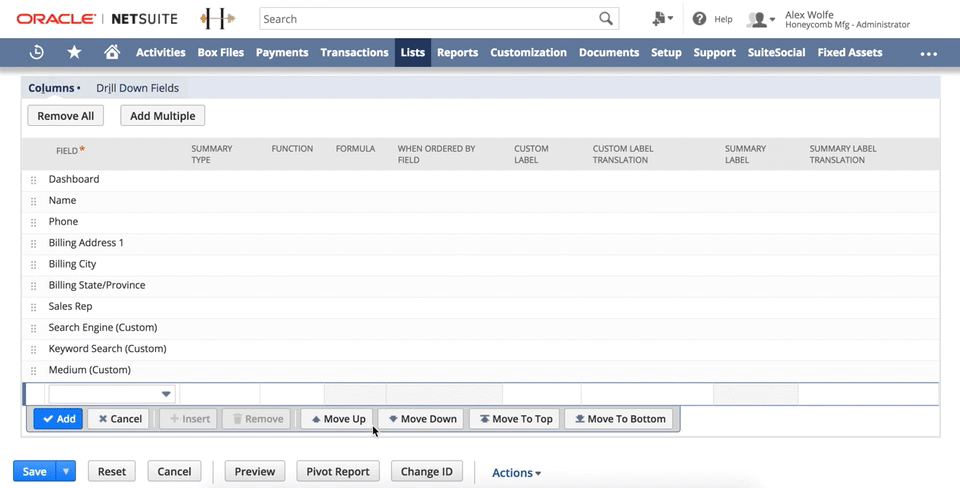 ORACLE | NETSUITE
H
Search
Help
Alex Wolfe
Honeycomb Mfg - Administrator
Activities Box Files Payments Transactions Lists Reports Customization Documents Setup Support SuiteSocial Fixed Assets
Columns • Drill Down Fields
Remove All Add Multiple
FIELD* SUMMARY TYPE FUNCTION FORMULA WHEN ORDERED BY FIELD CUSTOM LABEL CUSTOM LABEL TRANSLATION SUMMARY LABEL SUMMARY LABEL TRANSLATION
Dashboard
Name
Phone
Billing Address 1
Billing City
Billing State/Province
Sales Rep
Search Engine (Custom)
Keyword Search (Custom)
Medium (Custom)
Add Cancel Insert Remove Move Up Move Down Move To Top Move To Bottom
Save Reset Cancel Preview Pivot Report Change ID Actions